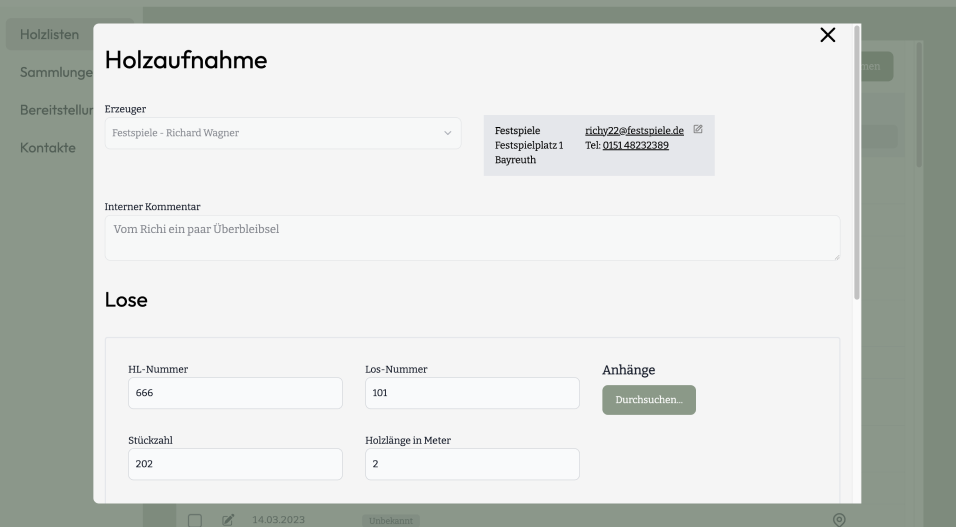 Holzlisten
Sammlunge
Bereitstellur
Kontakte
men
Holzaufnahme
Erzeuger
Festspiele - Richard Wagner
Festspiele
richy22@festspiele.de
Festspielplatz 1
Tel: 0151 48232389
Bayreuth
Interner Kommentar
Vom Richi ein paar Überbleibsel
Lose
HL-Nummer
Los-Nummer
Anhänge
666
101
Durchsuchen...
Stückzahl
Holzlänge in Meter
202
2
14.03.2023
Unbekannt